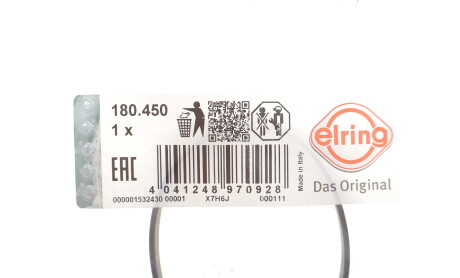 180.450
1 x
elring
Das Original
EAC
Made in Italy
4 041248 970928
000001532430 00001 X7H6J 000111